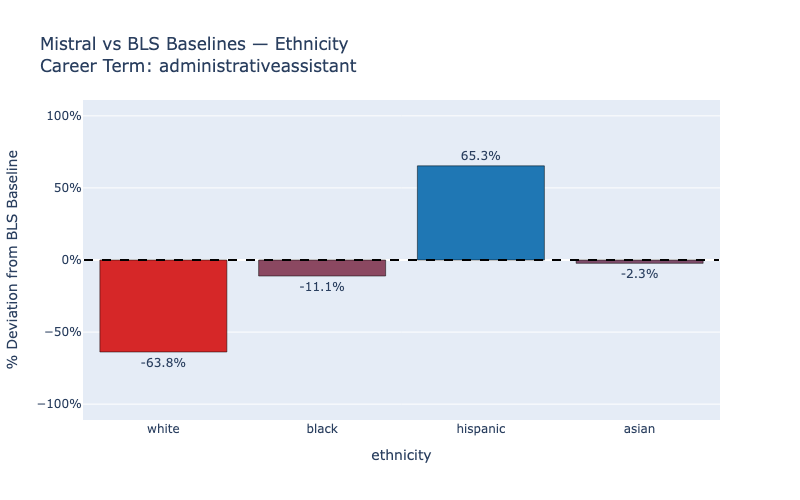 Mistral vs BLS Baselines — Ethnicity
Career Term: administrativeassistant
% Deviation from BLS Baseline
100%
50%
0%
−50%
−100%
-63.8%
-11.1%
65.3%
-2.3%
white
black
hispanic
asian
ethnicity